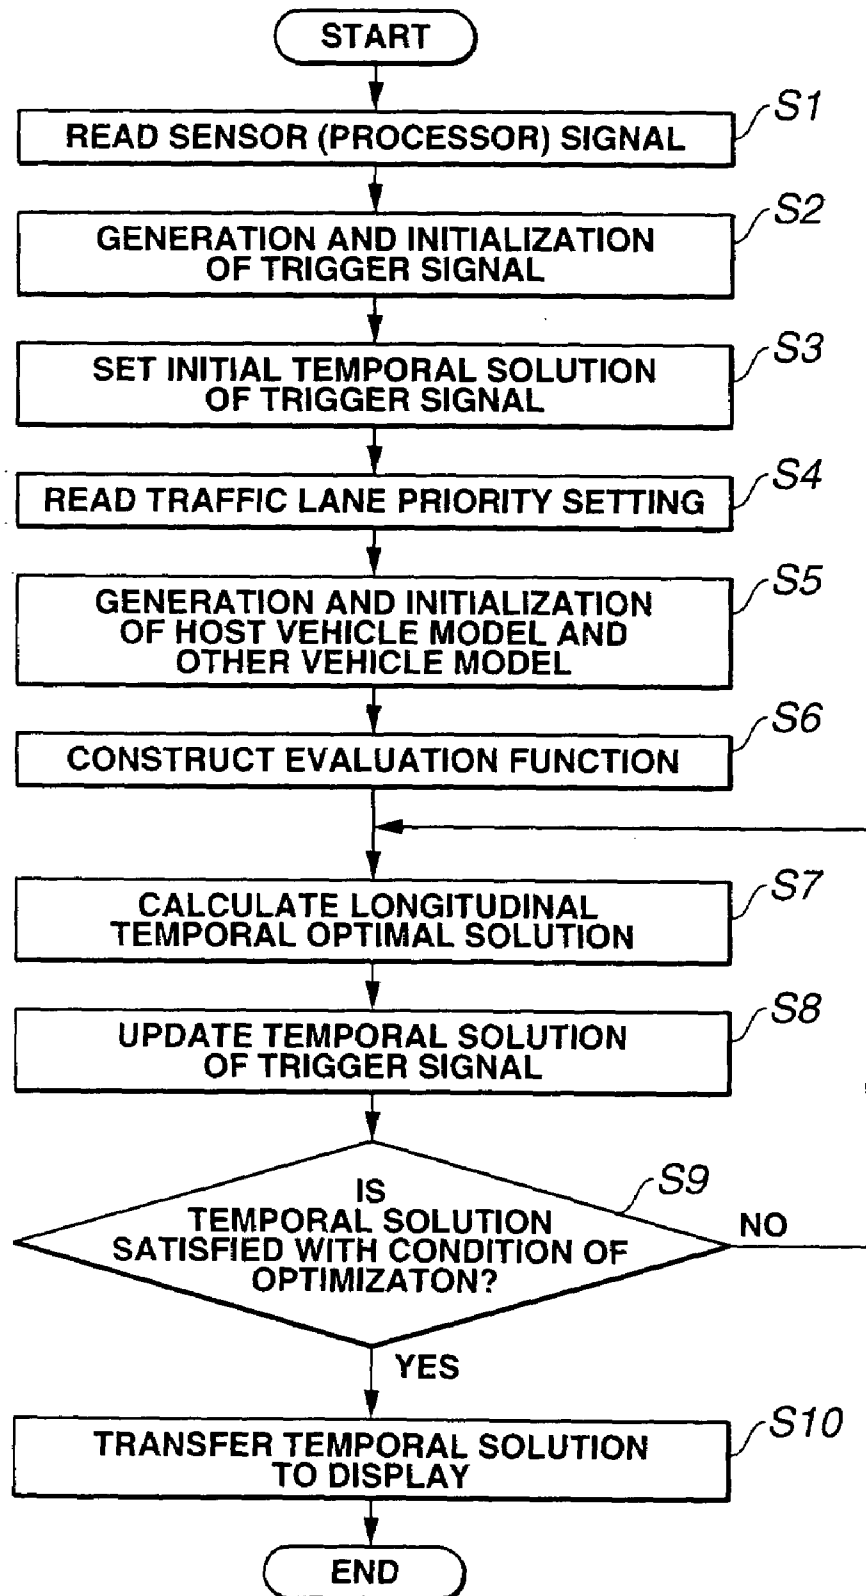 START
S1
READ SENSOR (PROCESSOR) SIGNAL
S2
GENERATION AND INITIALIZATION
OF TRIGGER SIGNAL
S3
SET INITIAL TEMPORAL SOLUTION
OF TRIGGER SIGNAL
S4
READ TRAFFIC LANE PRIORITY SETTING
S5
GENERATION AND INITIALIZATION
OF HOST VEHICLE MODEL AND
OTHER VEHICLE MODEL
S6
CONSTRUCT EVALUATION FUNCTION
S7
CALCULATE LONGITUDINAL
TEMPORAL OPTIMAL SOLUTION
S8
UPDATE TEMPORAL SOLUTION
OF TRIGGER SIGNAL
S9
IS
TEMPORAL SOLUTION
SATISFIED WITH CONDITION OF
OPTIMIZATON?
NO
YES
S10
TRANSFER TEMPORAL SOLUTION
TO DISPLAY
END